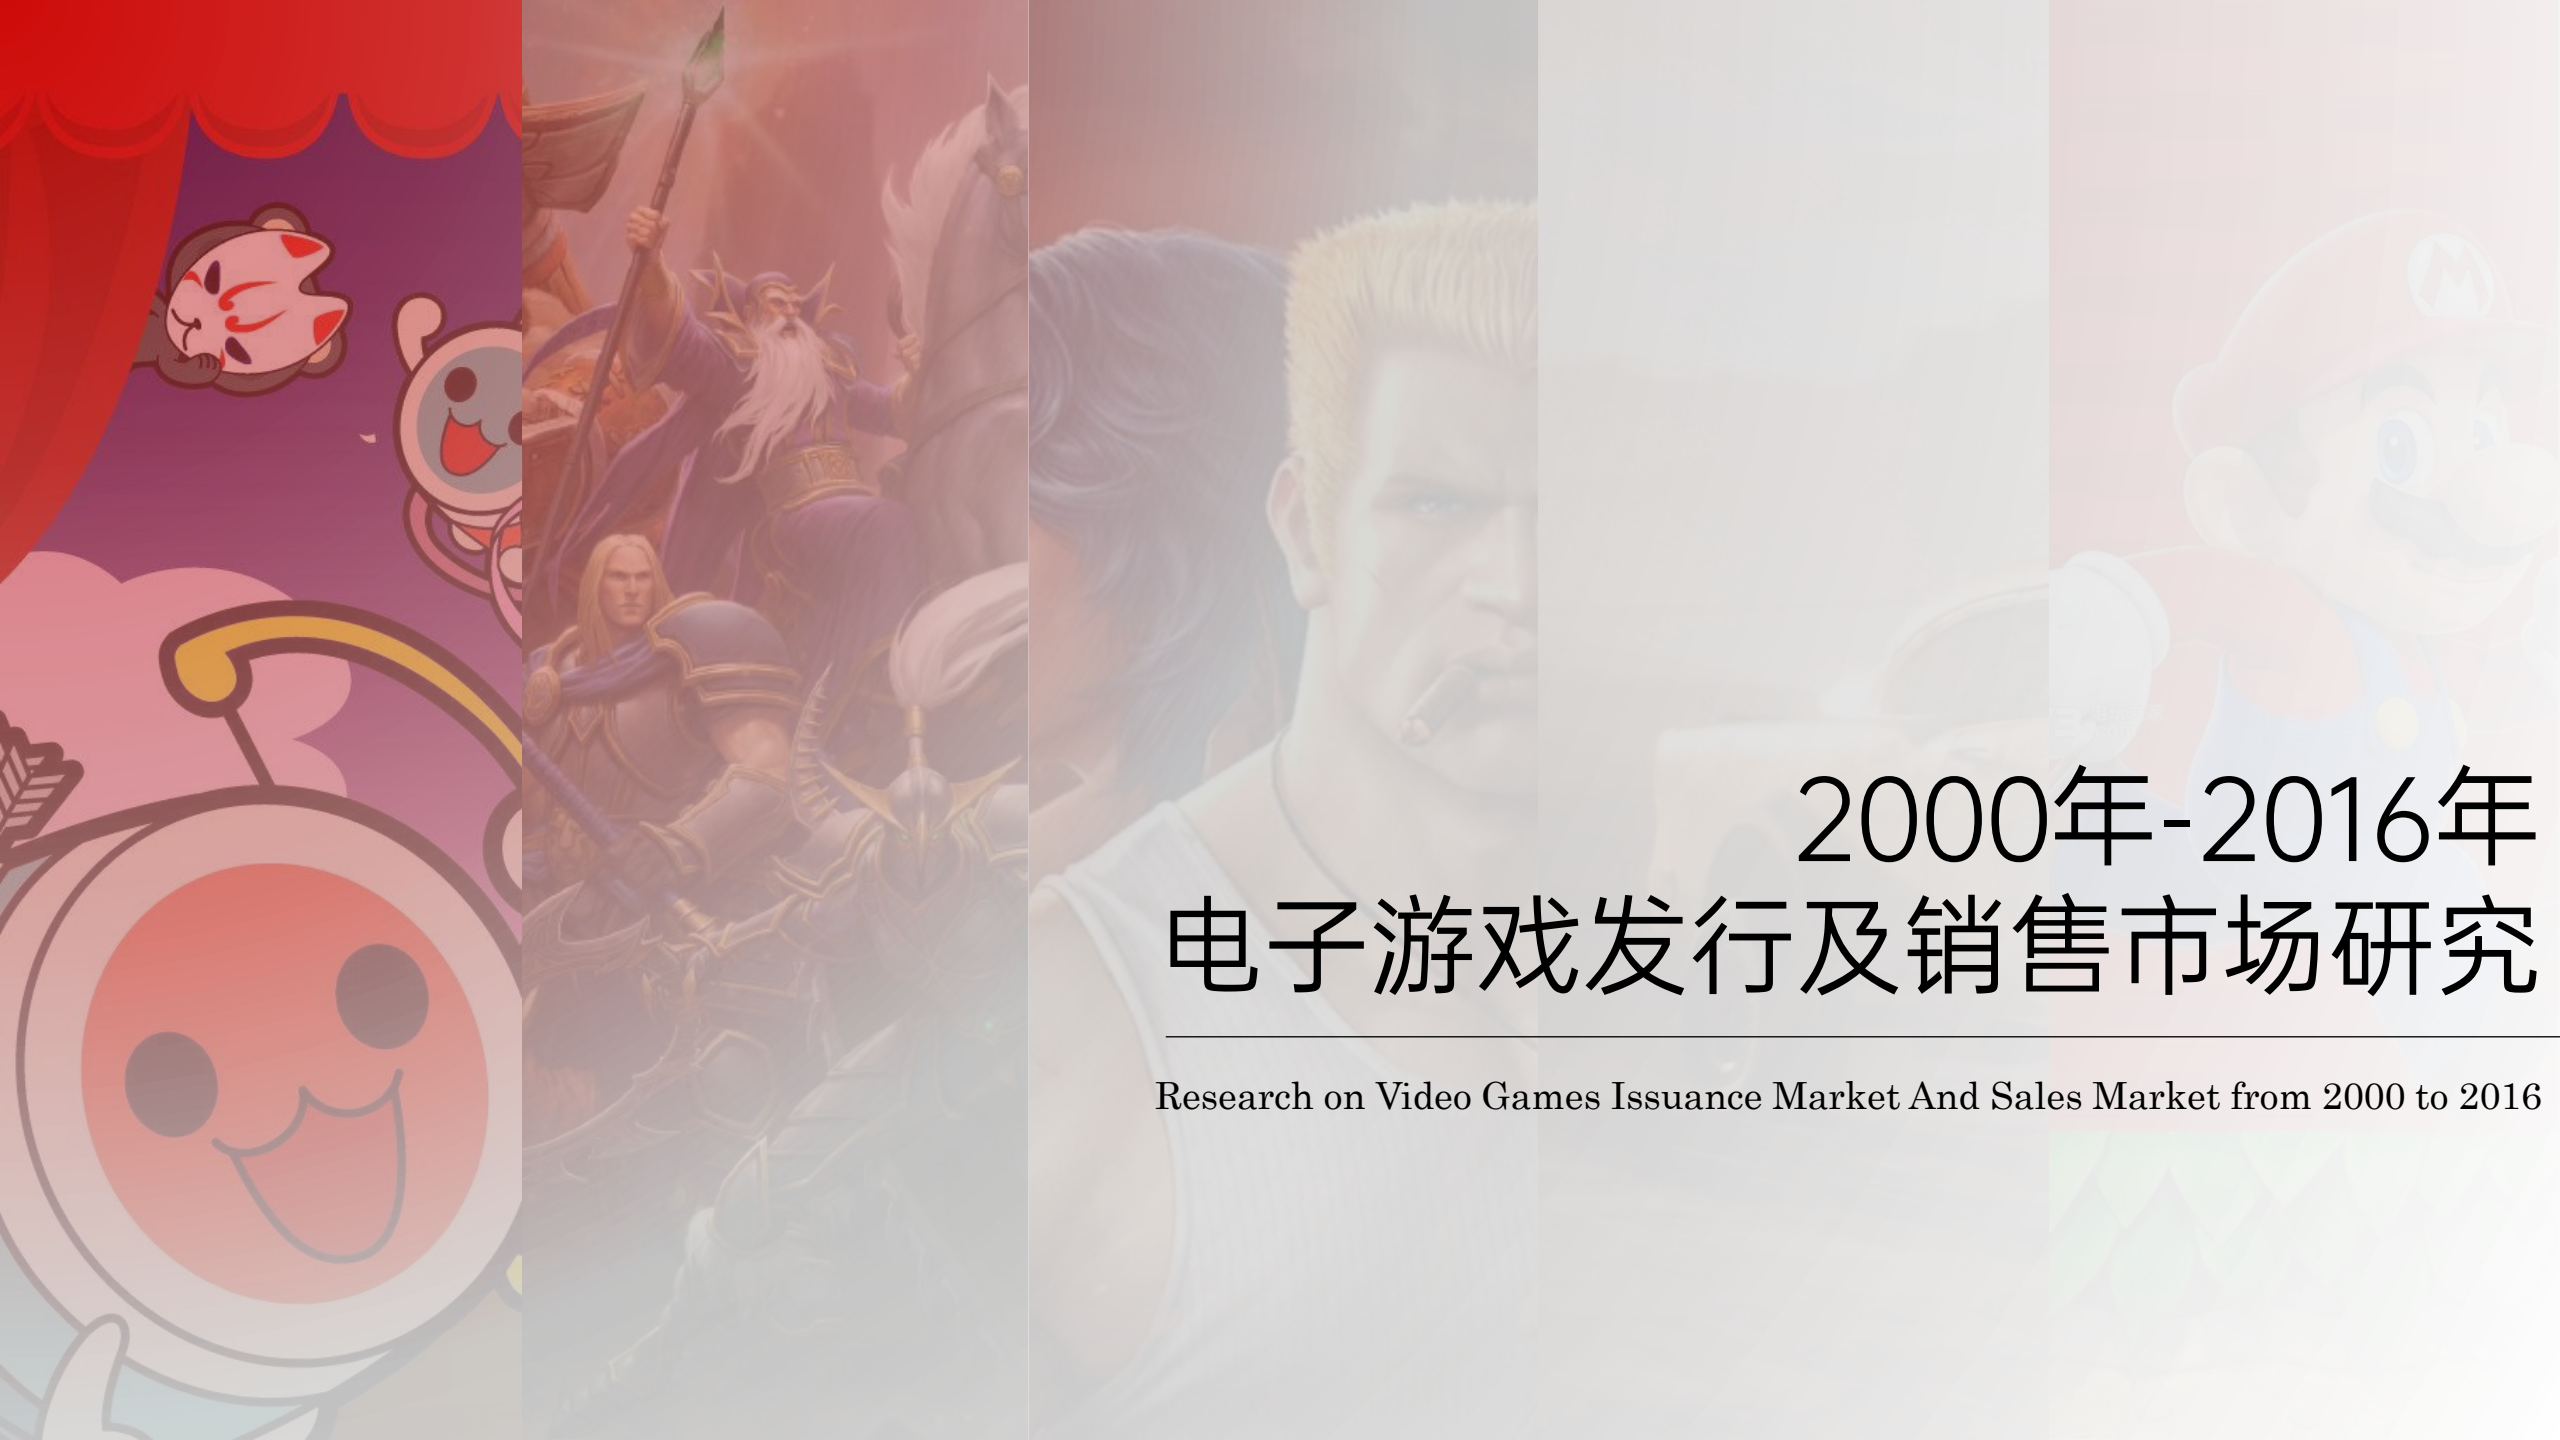 2000年-2016年
电子游戏发行及销售市场研究
Research on Video Games Issuance Market And Sales Market from 2000 to 2016
M